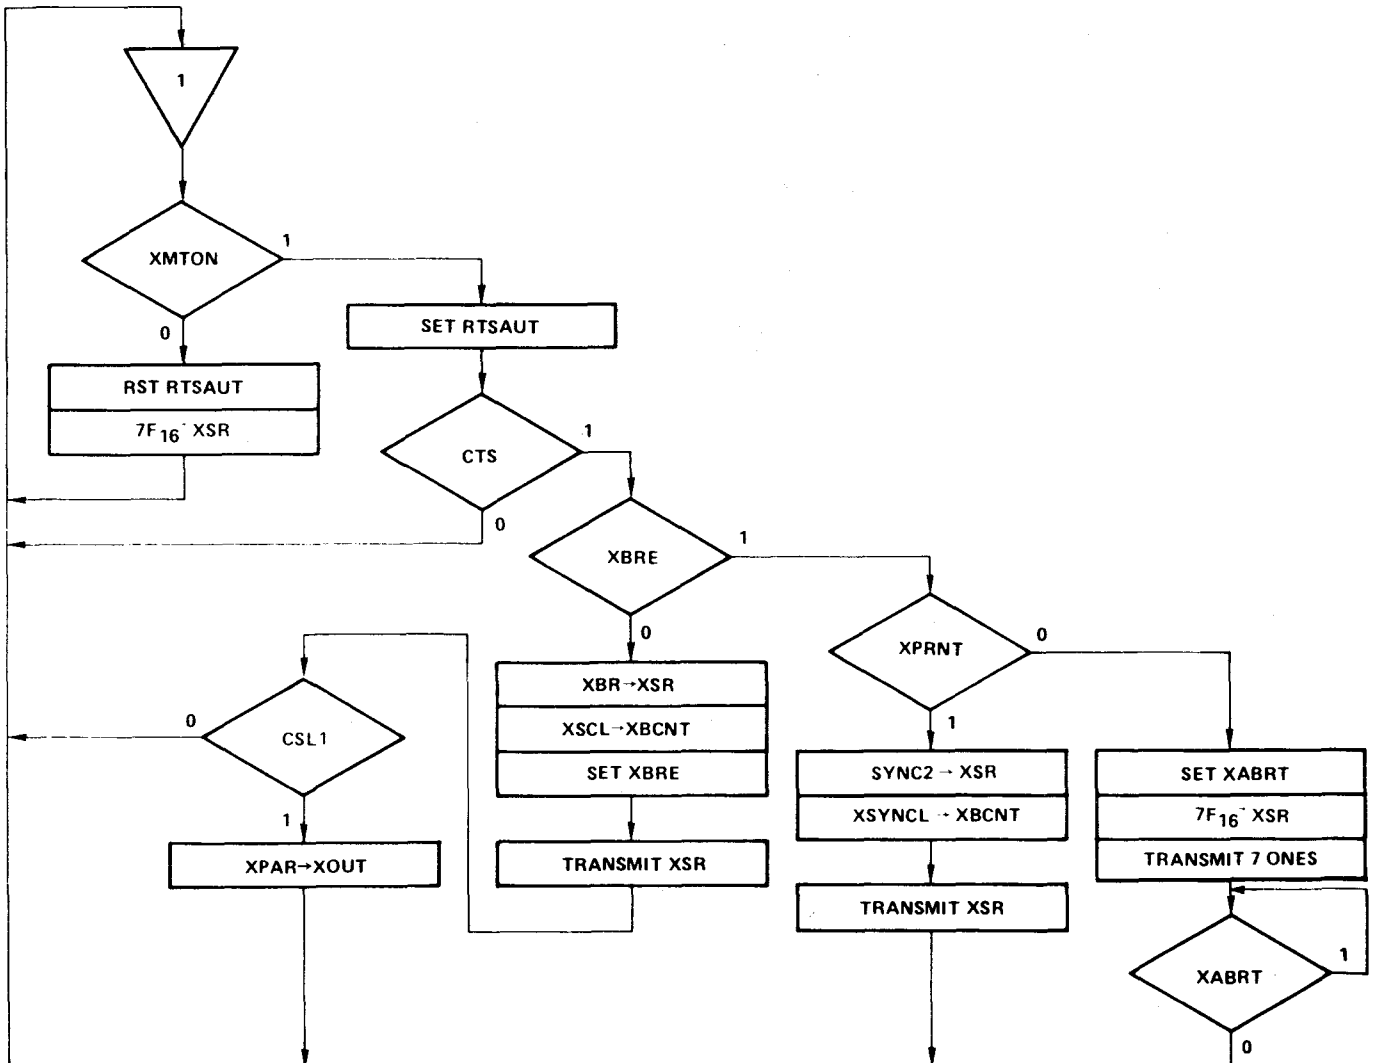 1
XMTON
1
0
SET RTSAUT
RST RTSAUT
7F16- XSR
CTS
1
0
XBRE
1
0
XPRNT
0
1
XBR→XSR
XSCL→XBCNT
SET XBRE
TRANSMIT XSR
CSL1
0
1
XPAR→XOUT
SYNC2→XSR
XSYNCL→XBCNT
TRANSMIT XSR
SET XABRT
7F16- XSR
TRANSMIT 7 ONES
XABRT
1
0